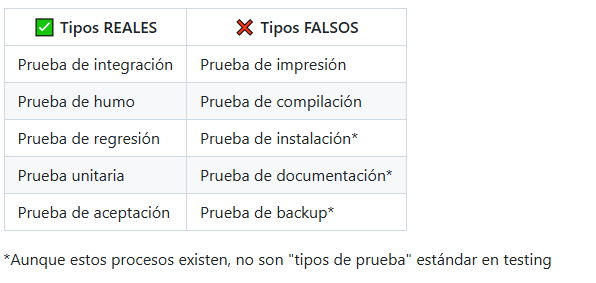 ✅ Tipos REALES ❌ Tipos FALSOS
Prueba de integración Prueba de impresión
Prueba de humo Prueba de compilación
Prueba de regresión Prueba de instalación*
Prueba unitaria Prueba de documentación*
Prueba de aceptación Prueba de backup*
*Aunque estos procesos existen, no son "tipos de prueba" estándar en testing